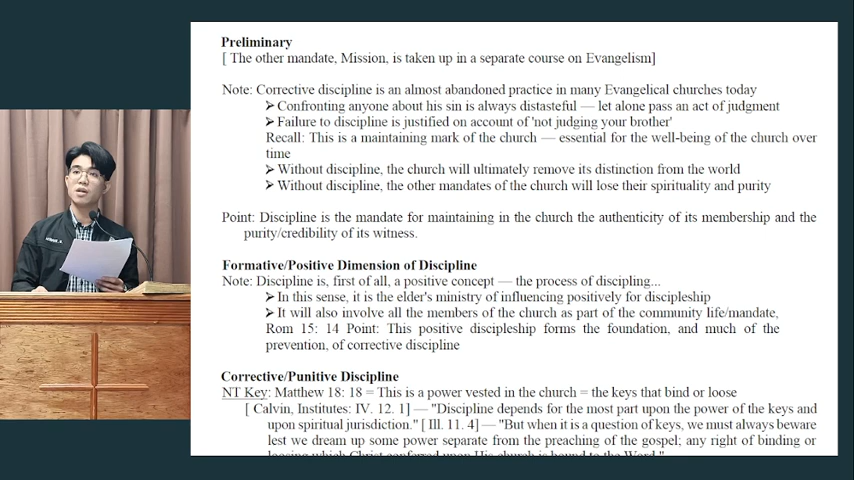 Preliminary
[ The other mandate, Mission, is taken up in a separate course on Evangelism]
Note: Corrective discipline is an almost abandoned practice in many Evangelical churches today
➢ Confronting anyone about his sin is always distasteful — let alone pass an act of judgment
➢ Failure to discipline is justified on account of 'not judging your brother'
Recall: This is a maintaining mark of the church — essential for the well-being of the church over
time
➢ Without discipline, the church will ultimately remove its distinction from the world
➢ Without discipline, the other mandates of the church will lose their spirituality and purity
Point: Discipline is the mandate for maintaining in the church the authenticity of its membership and the
purity/credibility of its witness.
Formative/Positive Dimension of Discipline
Note: Discipline is, first of all, a positive concept — the process of discipling...
➢ In this sense, it is the elder's ministry of influencing positively for discipleship
➢ It will also involve all the members of the church as part of the community life/mandate,
Rom 15: 14 Point: This positive discipleship forms the foundation, and much of the
prevention, of corrective discipline
Corrective/Punitive Discipline
NT Key: Matthew 18: 18 = This is a power vested in the church = the keys that bind or loose
[ Calvin, Institutes: IV. 12. 1] — "Discipline depends for the most part upon the power of the keys and
upon spiritual jurisdiction." [ Ill. 11. 4] — "But when it is a question of keys, we must always beware
lest we dream up some power separate from the preaching of the gospel; any right of binding or
loosing which Christ conferred upon His church is bound to the Word."